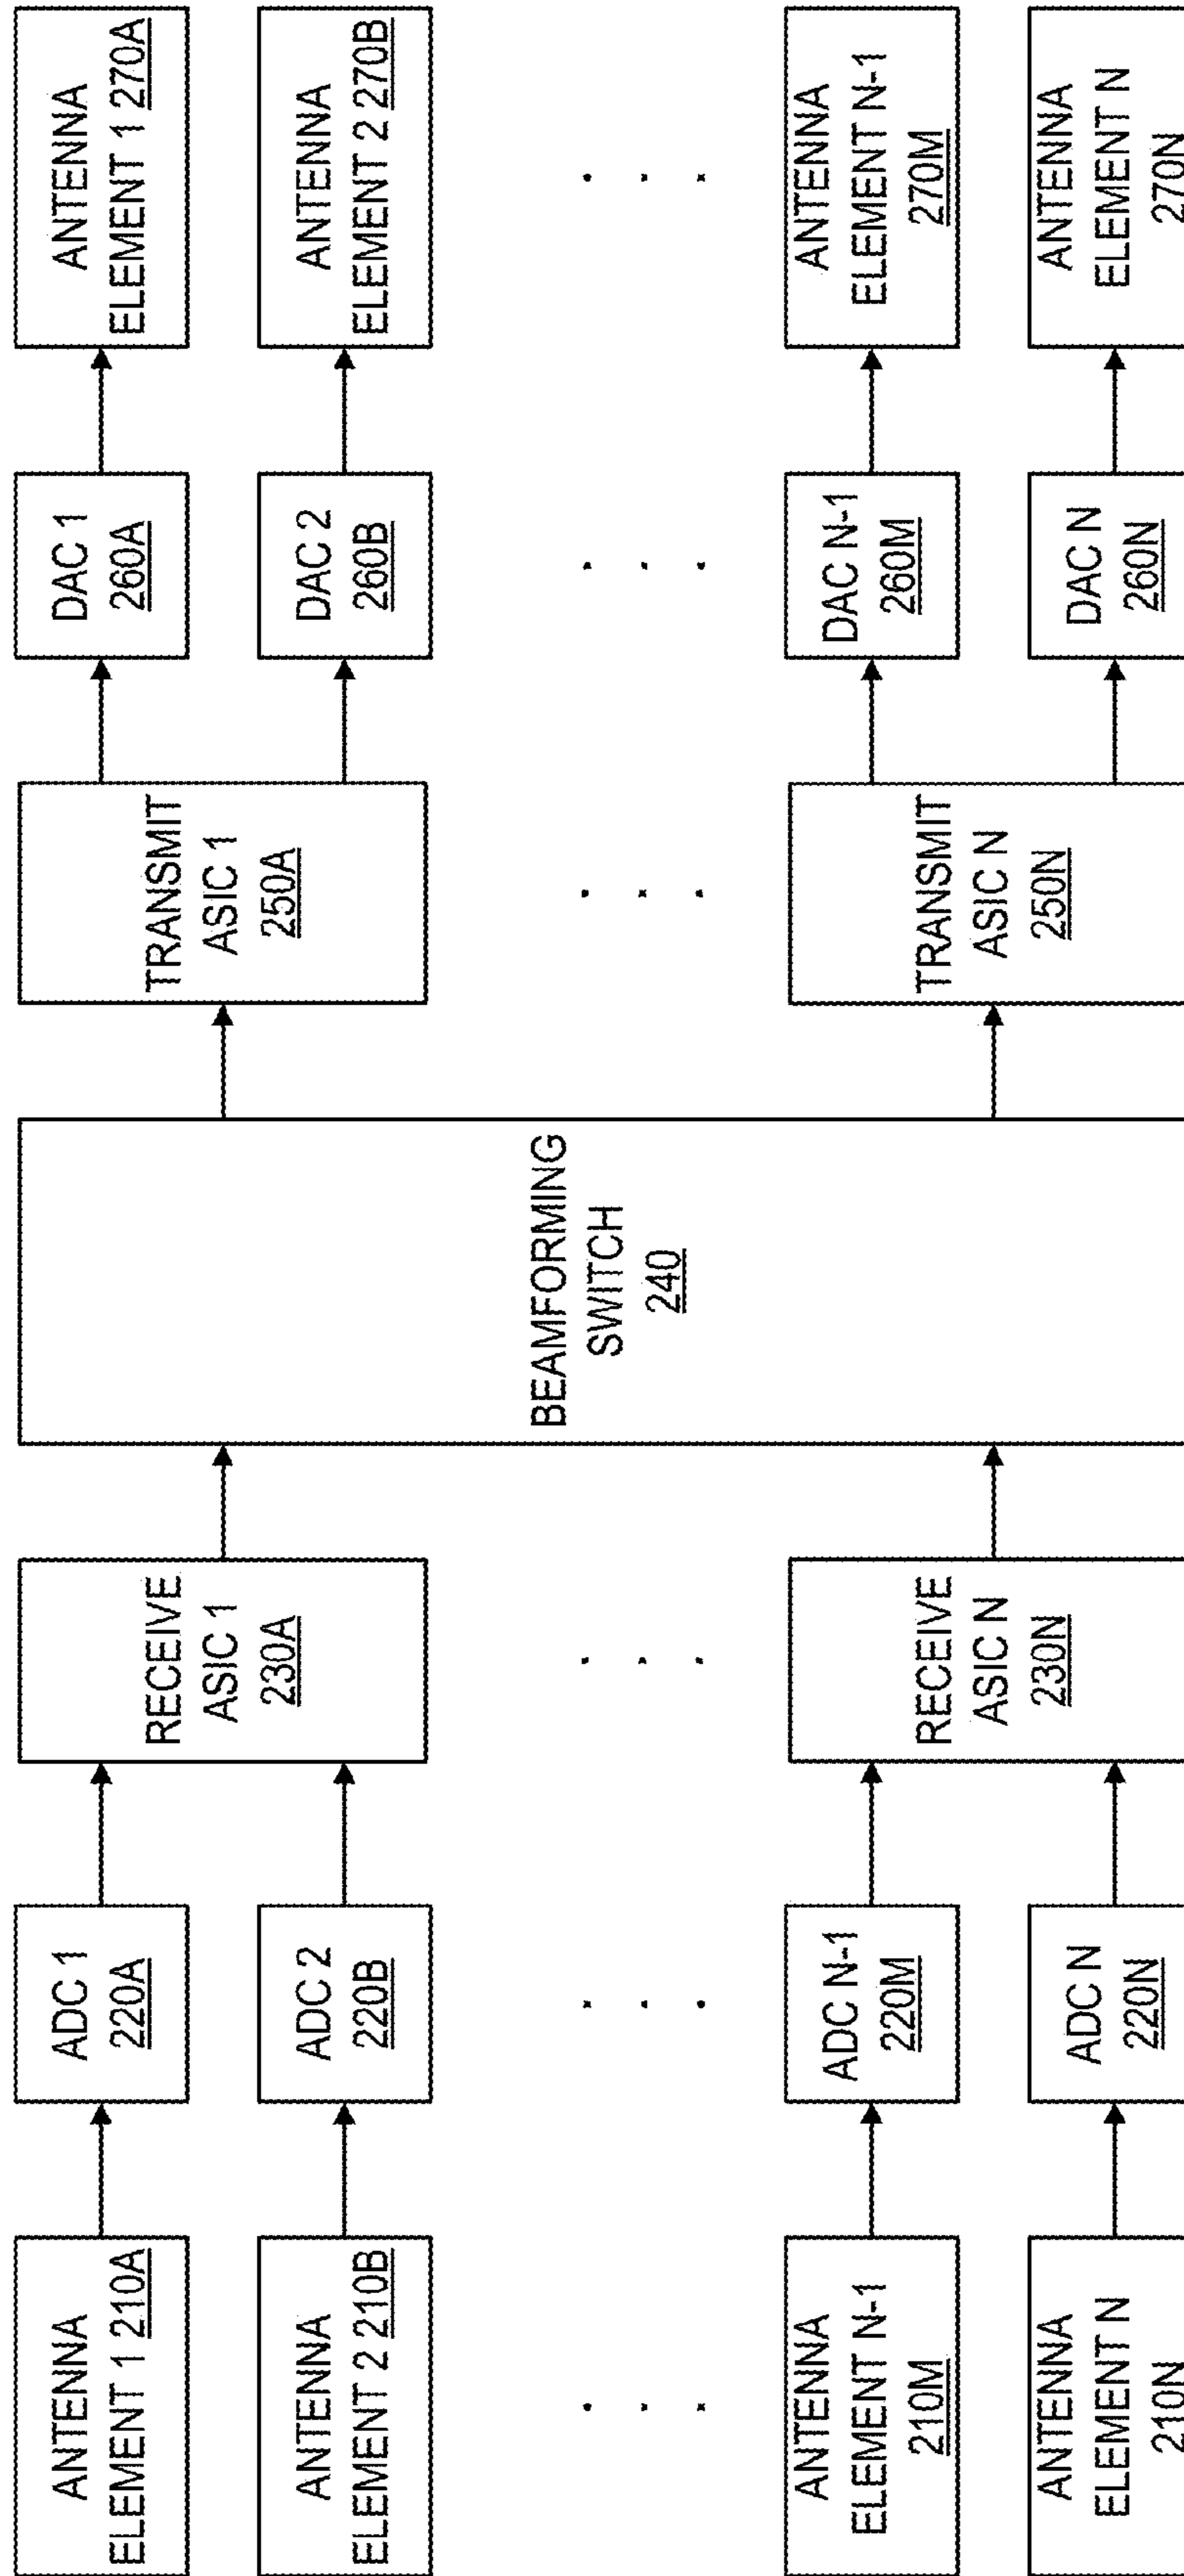 ANTENNA
ELEMENT 1 210A
ANTENNA
ELEMENT 2 210B
ANTENNA
ELEMENT N-1
210M
ANTENNA
ELEMENT N
210N
ADC 1
220A
ADC 2
220B
ADC N-1
220M
ADC N
220N
RECEIVE
ASIC 1
230A
RECEIVE
ASIC N
230N
BEAMFORMING
SWITCH
240
TRANSMIT
ASIC 1
250A
TRANSMIT
ASIC N
250N
DAC 1
260A
DAC 2
260B
DAC N-1
260M
DAC N
260N
ANTENNA
ELEMENT 1 270A
ANTENNA
ELEMENT 2 270B
ANTENNA
ELEMENT N-1
270M
ANTENNA
ELEMENT N
270N